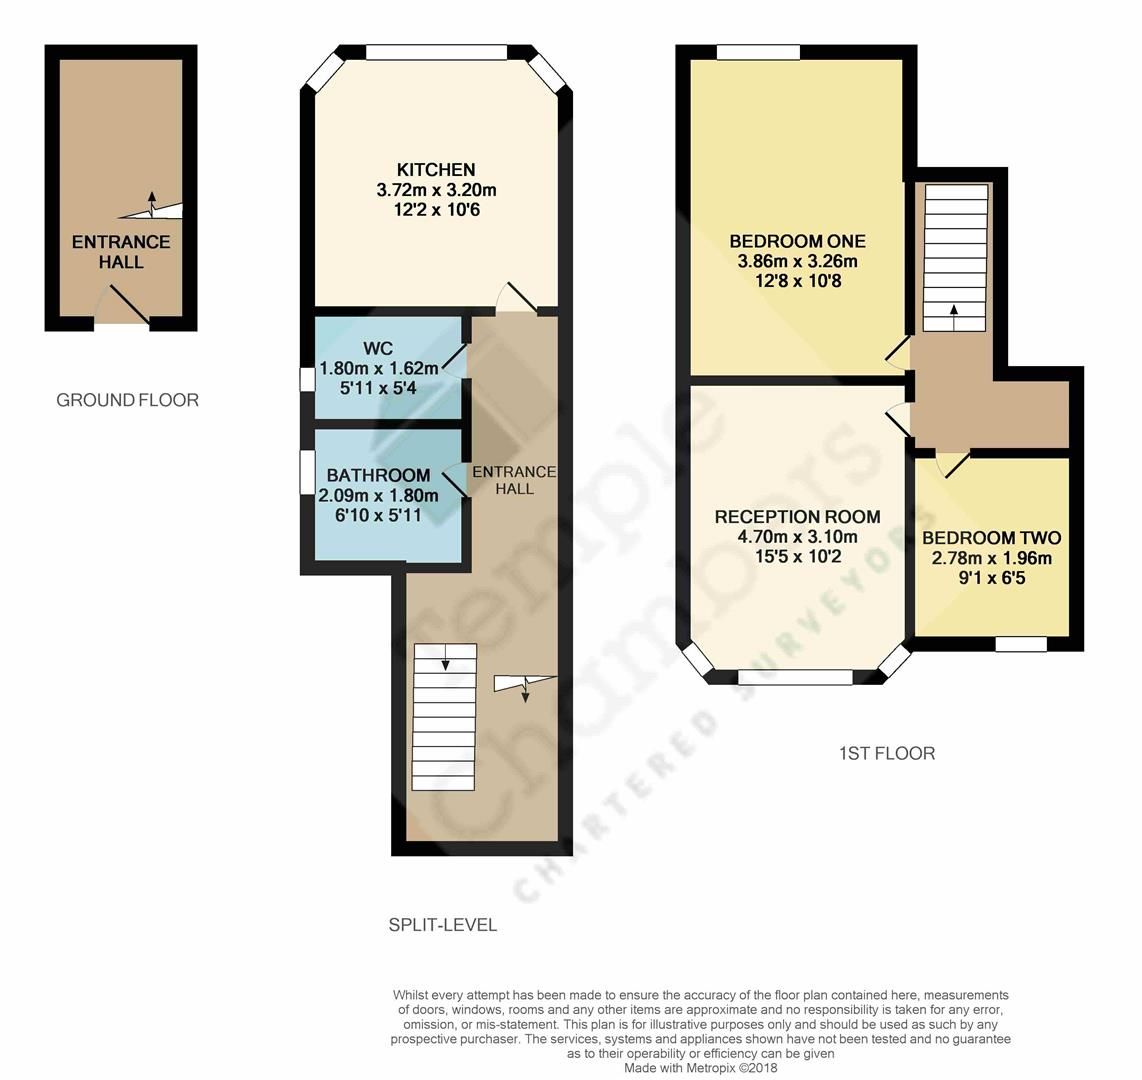 ENTRANCE
HALL
GROUND FLOOR
KITCHEN
3.72m x 3.20m
12'2 x 10'6
WC
1.80m x 1.62m
5'11 x 5'4
BATHROOM
2.09m x 1.80m
6'10 x 5'11
ENTRANCE
HALL
SPLIT-LEVEL
BEDROOM ONE
3.86m x 3.26m
12'8 x 10'8
RECEPTION ROOM
4.70m x 3.10m
15'5 x 10'2
BEDROOM TWO
2.78m x 1.96m
9'1 x 6'5
1ST FLOOR
Temple
Chambers
CHARTERED SURVEYORS
Whilst every attempt has been made to ensure the accuracy of the floor plan contained here, measurements
of doors, windows, rooms and any other items are approximate and no responsibility is taken for any error,
omission, or mis-statement. This plan is for illustrative purposes only and should be used as such by any
prospective purchaser. The services, systems and appliances shown have not been tested and no guarantee
as to their operability or efficiency can be given
Made with Metropix ©2018